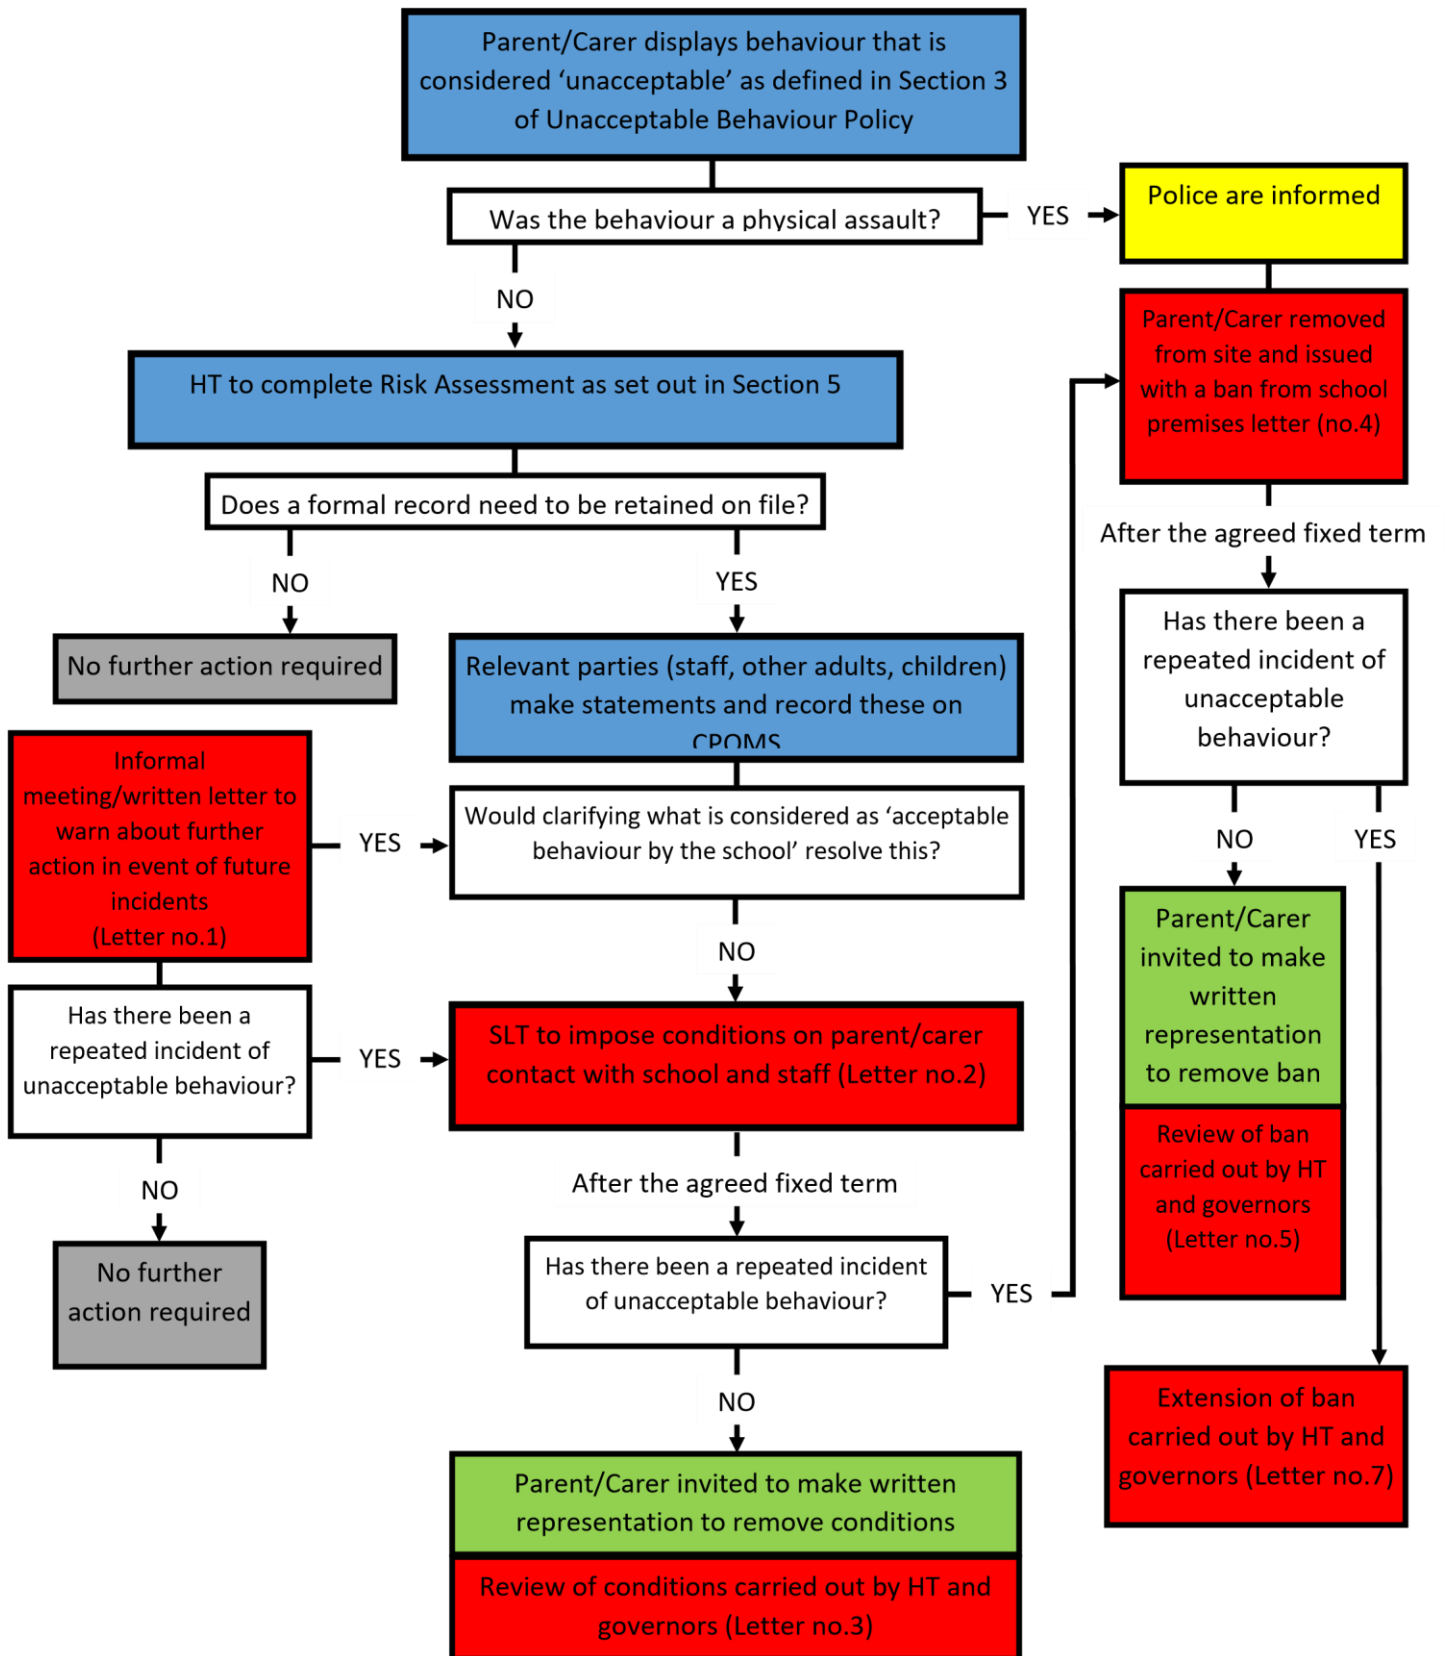 Parent/Carer displays behaviour that is
considered ‘unacceptable’ as defined in Section 3
of Unacceptable Behaviour Policy
Was the behaviour a physical assault?
YES
Police are informed
NO
Parent/Carer removed
from site and issued
with a ban from school
premises letter (no.4)
HT to complete Risk Assessment as set out in Section 5
Does a formal record need to be retained on file?
After the agreed fixed term
NO
YES
Has there been a
repeated incident of
unacceptable
behaviour?
No further action required
Relevant parties (staff, other adults, children)
make statements and record these on
CPOMS
Informal
meeting/written letter to
warn about further
action in event of future
incidents
(Letter no.1)
YES
Would clarifying what is considered as ‘acceptable
behaviour by the school’ resolve this?
NO
YES
NO
Parent/Carer
invited to make
written
representation
to remove ban
Has there been a
repeated incident of
unacceptable behaviour?
YES
SLT to impose conditions on parent/carer
contact with school and staff (Letter no.2)
Review of ban
carried out by HT
and governors
(Letter no.5)
NO
After the agreed fixed term
No further
action required
Has there been a repeated incident
of unacceptable behaviour?
YES
NO
Extension of ban
carried out by HT and
governors (Letter no.7)
Parent/Carer invited to make written
representation to remove conditions
Review of conditions carried out by HT and
governors (Letter no.3)